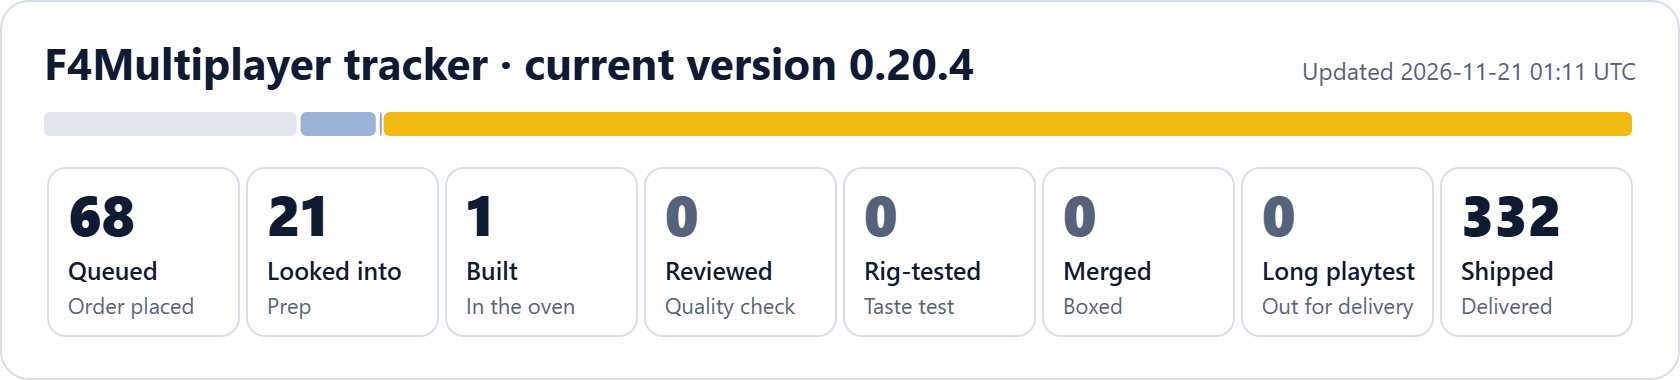 F4Multiplayer tracker · current version 0.20.4
Updated 2026-11-21 01:11 UTC
68
Queued
Order placed
21
Looked into
Prep
1
Built
In the oven
0
Reviewed
Quality check
0
Rig-tested
Taste test
0
Merged
Boxed
0
Long playtest
Out for delivery
332
Shipped
Delivered